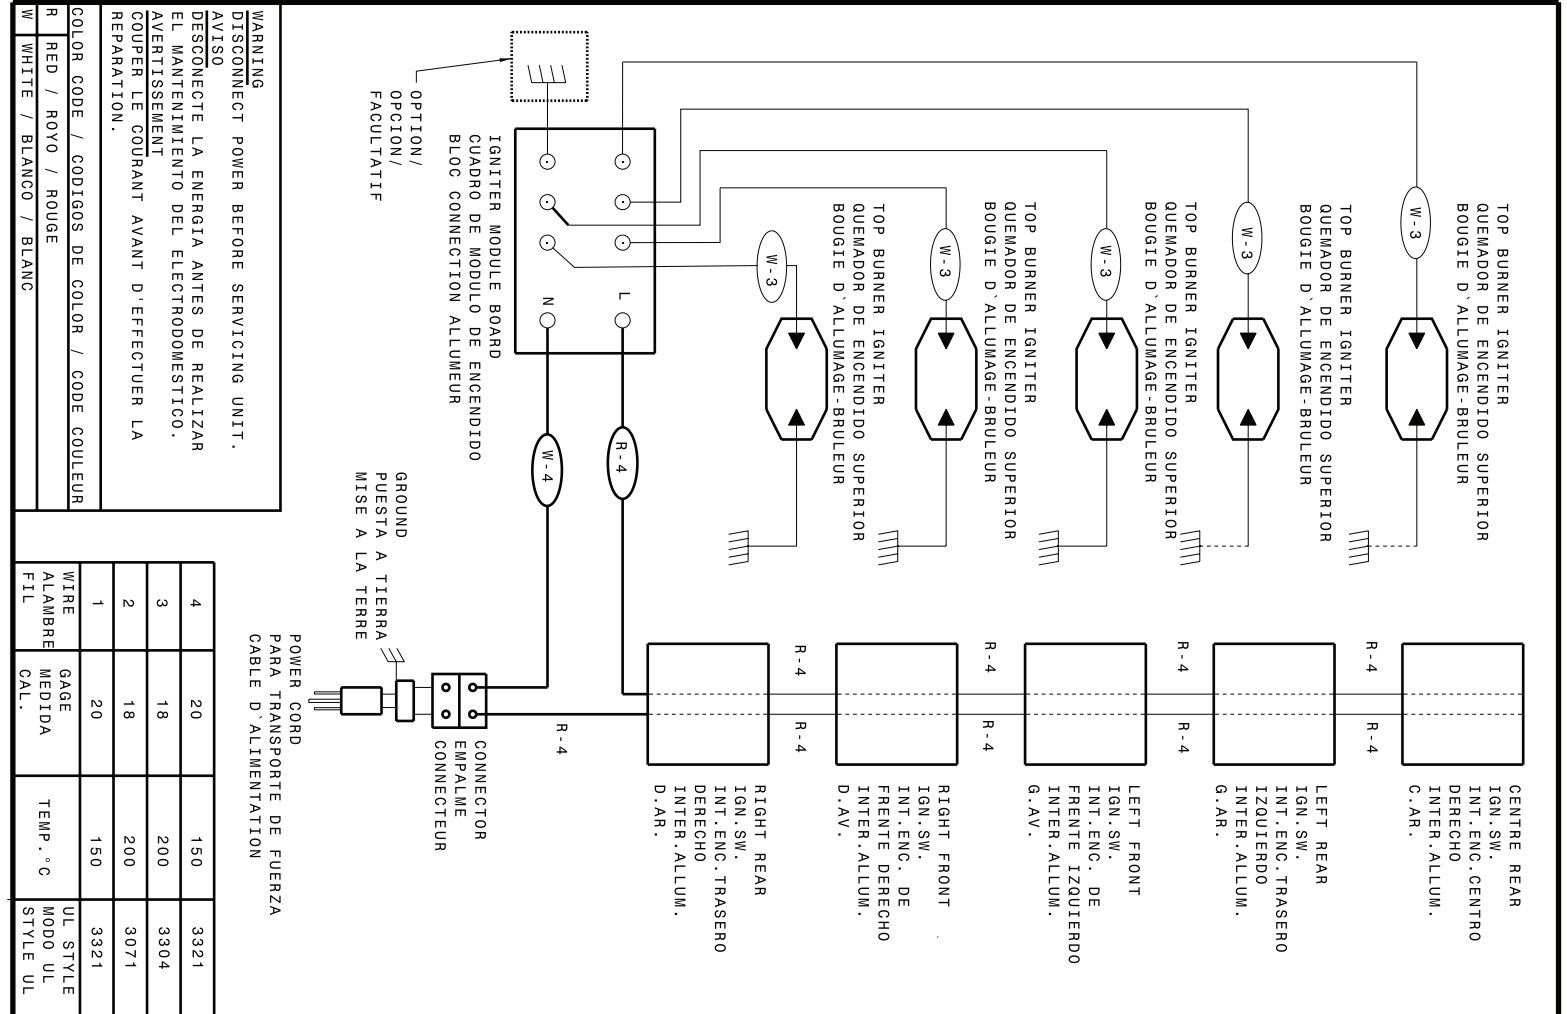 WARNING
DISCONNECT POWER BEFORE SERVICING UNIT.
AVISO
DESCONECTE LA ENERGIA ANTES DE REALIZAR
EL MANTENIMIENTO DEL ELECTRODOMESTICO.
AVERTISSEMENT
COUPER LE COURANT AVANT D'EFFECTUER LA
REPARATION.
COLOR CODE / CODIGOS DE COLOR / CODE COULEUR
R RED / ROYO / ROUGE
W WHITE / BLANCO / BLANC
4 20 150 3321
3 18 200 3304
2 18 200 3071
1 20 150 3321
WIRE GAGE TEMP.°C UL STYLE
ALAMBRE MEDIDA MODO UL
FIL CAL. STYLE UL
OPTION/
OPCION/
FACULTATIF
IGNITER MODULE BOARD
CUADRO DE MODULO DE ENCENDIDO
BLOC CONNECTION ALLUMEUR
L
N
R-4
W-4
W-3
W-3
W-3
W-3
W-3
TOP BURNER IGNITER
QUEMADOR DE ENCENDIDO SUPERIOR
BOUGIE D`ALLUMAGE-BRULEUR
TOP BURNER IGNITER
QUEMADOR DE ENCENDIDO SUPERIOR
BOUGIE D`ALLUMAGE-BRULEUR
TOP BURNER IGNITER
QUEMADOR DE ENCENDIDO SUPERIOR
BOUGIE D`ALLUMAGE-BRULEUR
TOP BURNER IGNITER
QUEMADOR DE ENCENDIDO SUPERIOR
BOUGIE D`ALLUMAGE-BRULEUR
TOP BURNER IGNITER
QUEMADOR DE ENCENDIDO SUPERIOR
BOUGIE D`ALLUMAGE-BRULEUR
GROUND
PUESTA A TIERRA
MISE A LA TERRE
POWER CORD
PARA TRANSPORTE DE FUERZA
CABLE D`ALIMENTATION
CONNECTOR
EMPALME
CONNECTEUR
R-4
R-4
R-4
R-4
R-4
R-4
R-4
R-4
R-4
CENTRE REAR
IGN.SW.
INT.ENC.CENTRO
DERECHO
INTER.ALLUM.
C.AR.
LEFT REAR
IGN.SW.
INT.ENC.TRASERO
IZQUIERDO
INTER.ALLUM.
G.AR.
LEFT FRONT
IGN.SW.
INT.ENC. DE
FRENTE IZQUIERDO
INTER.ALLUM.
G.AV.
RIGHT FRONT
IGN.SW.
INT.ENC. DE
FRENTE DERECHO
INTER.ALLUM.
D.AV.
RIGHT REAR
IGN.SW.
INT.ENC.TRASERO
DERECHO
INTER.ALLUM.
D.AR.